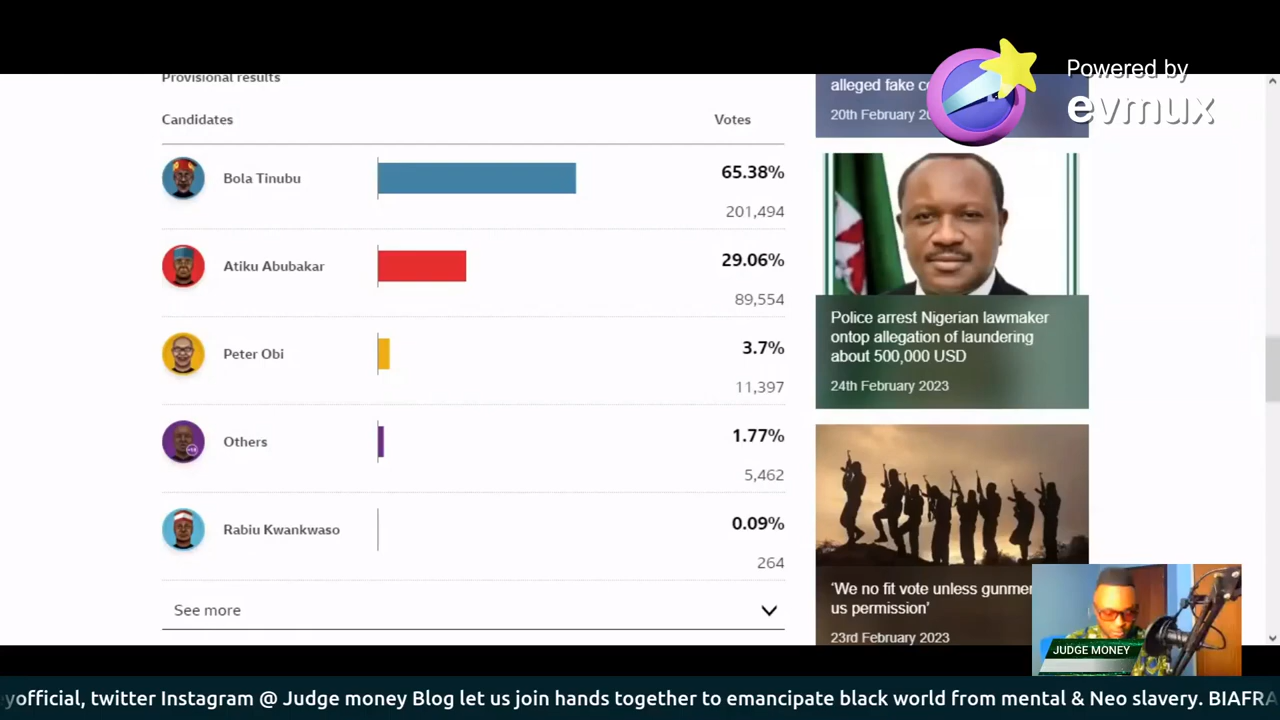 Powered by
evmux
Provisional results
Candidates
Votes
Bola Tinubu
65.38%
201,494
Atiku Abubakar
29.06%
89,554
Peter Obi
3.7%
11,397
Others
1.77%
5,462
Rabiu Kwankwaso
0.09%
264
See more
alleged fake
20th February
Police arrest Nigerian lawmaker
ontop allegation of laundering
about 500,000 USD
24th February 2023
‘We no fit vote unless
us permission’
23rd February 2023
JUDGE MONEY
yofficial, twitter Instagram @ Judge money Blog let us join hands together to emancipate black world from mental & Neo slavery. BIAFRA